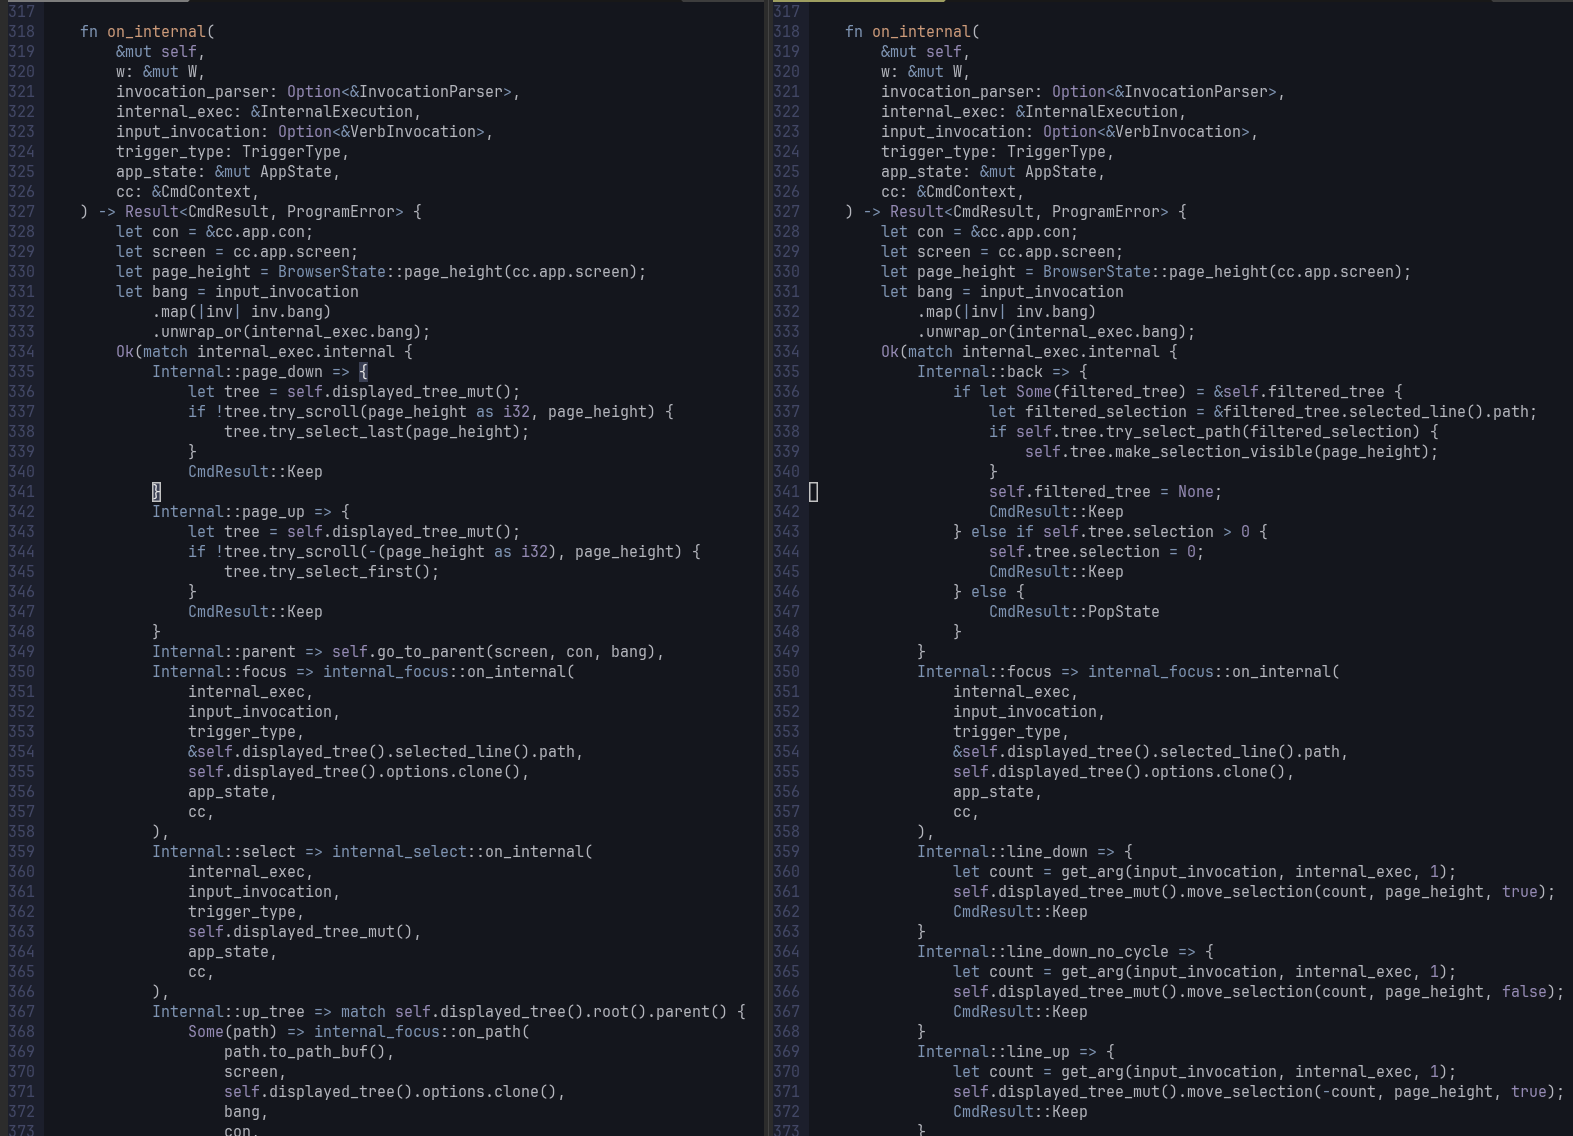 317
318     fn on_internal(
319         &mut self,
320         w: &mut W,
321         invocation_parser: Option<&InvocationParser>,
322         internal_exec: &InternalExecution,
323         input_invocation: Option<&VerbInvocation>,
324         trigger_type: TriggerType,
325         app_state: &mut AppState,
326         cc: &CmdContext,
327     ) -> Result<CmdResult, ProgramError> {
328         let con = &cc.app.con;
329         let screen = cc.app.screen;
330         let page_height = BrowserState::page_height(cc.app.screen);
331         let bang = input_invocation
332             .map(|inv| inv.bang)
333             .unwrap_or(internal_exec.bang);
334         Ok(match internal_exec.internal {
335             Internal::page_down => {
336                 let tree = self.displayed_tree_mut();
337                 if !tree.try_scroll(page_height as i32, page_height) {
338                     tree.try_select_last(page_height);
339                 }
340                 CmdResult::Keep
341             }
342             Internal::page_up => {
343                 let tree = self.displayed_tree_mut();
344                 if !tree.try_scroll(-(page_height as i32), page_height) {
345                     tree.try_select_first();
346                 }
347                 CmdResult::Keep
348             }
349             Internal::parent => self.go_to_parent(screen, con, bang),
350             Internal::focus => internal_focus::on_internal(
351                 internal_exec,
352                 input_invocation,
353                 trigger_type,
354                 &self.displayed_tree().selected_line().path,
355                 self.displayed_tree().options.clone(),
356                 app_state,
357                 cc,
358             ),
359             Internal::select => internal_select::on_internal(
360                 internal_exec,
361                 input_invocation,
362                 trigger_type,
363                 self.displayed_tree_mut(),
364                 app_state,
365                 cc,
366             ),
367             Internal::up_tree => match self.displayed_tree().root().parent() {
368                 Some(path) => internal_focus::on_path(
369                     path.to_path_buf(),
370                     screen,
371                     self.displayed_tree().options.clone(),
372                     bang,
373                     con,
317
318     fn on_internal(
319         &mut self,
320         w: &mut W,
321         invocation_parser: Option<&InvocationParser>,
322         internal_exec: &InternalExecution,
323         input_invocation: Option<&VerbInvocation>,
324         trigger_type: TriggerType,
325         app_state: &mut AppState,
326         cc: &CmdContext,
327     ) -> Result<CmdResult, ProgramError> {
328         let con = &cc.app.con;
329         let screen = cc.app.screen;
330         let page_height = BrowserState::page_height(cc.app.screen);
331         let bang = input_invocation
332             .map(|inv| inv.bang)
333             .unwrap_or(internal_exec.bang);
334         Ok(match internal_exec.internal {
335             Internal::back => {
336                 if let Some(filtered_tree) = &self.filtered_tree {
337                     let filtered_selection = &filtered_tree.selected_line().path;
338                     if self.tree.try_select_path(filtered_selection) {
339                         self.tree.make_selection_visible(page_height);
340                     }
341                     self.filtered_tree = None;
342                     CmdResult::Keep
343                 } else if self.tree.selection > 0 {
344                     self.tree.selection = 0;
345                     CmdResult::Keep
346                 } else {
347                     CmdResult::PopState
348                 }
349             }
350             Internal::focus => internal_focus::on_internal(
351                 internal_exec,
352                 input_invocation,
353                 trigger_type,
354                 &self.displayed_tree().selected_line().path,
355                 self.displayed_tree().options.clone(),
356                 app_state,
357                 cc,
358             ),
359             Internal::line_down => {
360                 let count = get_arg(input_invocation, internal_exec, 1);
361                 self.displayed_tree_mut().move_selection(count, page_height, true);
362                 CmdResult::Keep
363             }
364             Internal::line_down_no_cycle => {
365                 let count = get_arg(input_invocation, internal_exec, 1);
366                 self.displayed_tree_mut().move_selection(count, page_height, false);
367                 CmdResult::Keep
368             }
369             Internal::line_up => {
370                 let count = get_arg(input_invocation, internal_exec, 1);
371                 self.displayed_tree_mut().move_selection(-count, page_height, true);
372                 CmdResult::Keep
373             }